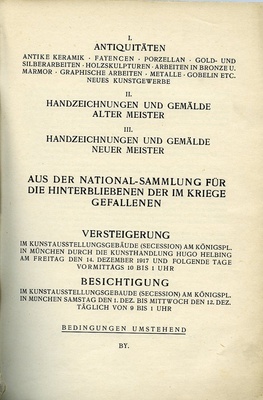 I.
ANTIQUITÄTEN
ANTIKE KERAMIK · FAYENCEN · PORZELLAN · GOLD- UND
SILBERARBEITEN · HOLZSKULPTUREN · ARBEITEN IN BRONZE U.
MARMOR · GRAPHISCHE ARBEITEN · METALLE · GOBELIN ETC.
NEUES KUNSTGEWERBE
II.
HANDZEICHNUNGEN UND GEMÄLDE
ALTER MEISTER
III.
HANDZEICHNUNGEN UND GEMÄLDE
NEUER MEISTER
AUS DER NATIONAL-SAMMLUNG FÜR
DIE HINTERBLIEBENEN DER IM KRIEGE
GEFALLENEN
VERSTEIGERUNG
IM KUNSTAUSSTELLUNGSGEBÄUDE (SECESSION) AM KÖNIGSPL.
IN MÜNCHEN DURCH DIE KUNSTHANDLUNG HUGO HELBING
AM FREITAG DEN 14. DEZEMBER 1917 UND FOLGENDE TAGE
VORMITTAGS 10 BIS 1 UHR
BESICHTIGUNG
IM KUNSTAUSSTELLUNGSGEBÄUDE (SECESSION) AM KÖNIGSPL.
IN MÜNCHEN SAMSTAG DEN 1. DEZ. BIS MITTWOCH DEN 12. DEZ.
TÄGLICH VON 9 BIS 1 UHR
BEDINGUNGEN UMSTEHEND
BY.